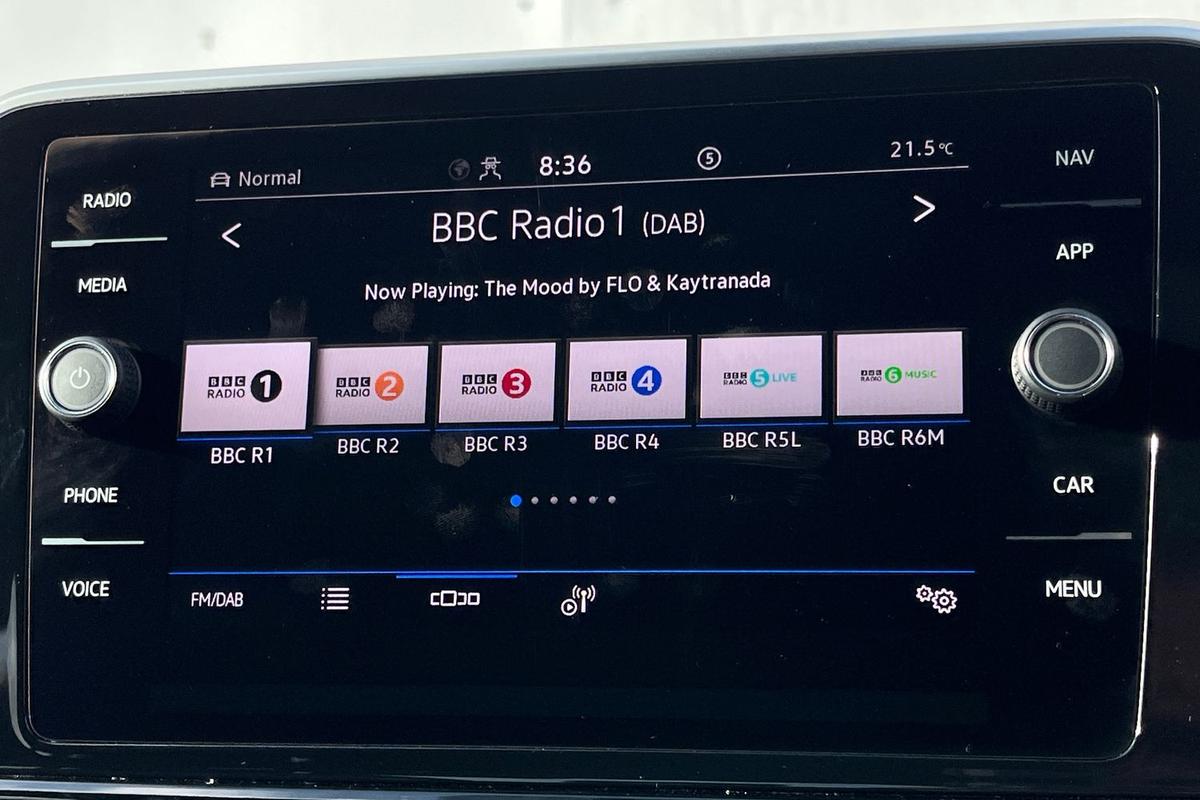 Normal
8:36
5
21.5°C
BBC Radio 1 (DAB)
< >
Now Playing: The Mood by FLO & Kaytranada
BBC RADIO 1
BBC RADIO 2
BBC RADIO 3
BBC RADIO 4
BBC RADIO 5 LIVE
BBC RADIO 6 MUSIC
BBC R1
BBC R2
BBC R3
BBC R4
BBC R5L
BBC R6M
FM/DAB
RADIO
MEDIA
PHONE
VOICE
NAV
APP
CAR
MENU